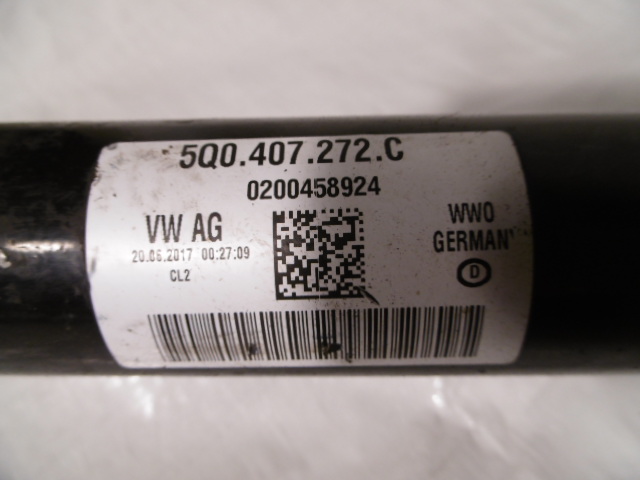 5Q0.407.272.C
0200458924
VW AG
20.06.2017 00:27:09
CL2
WWO
GERMAN
D